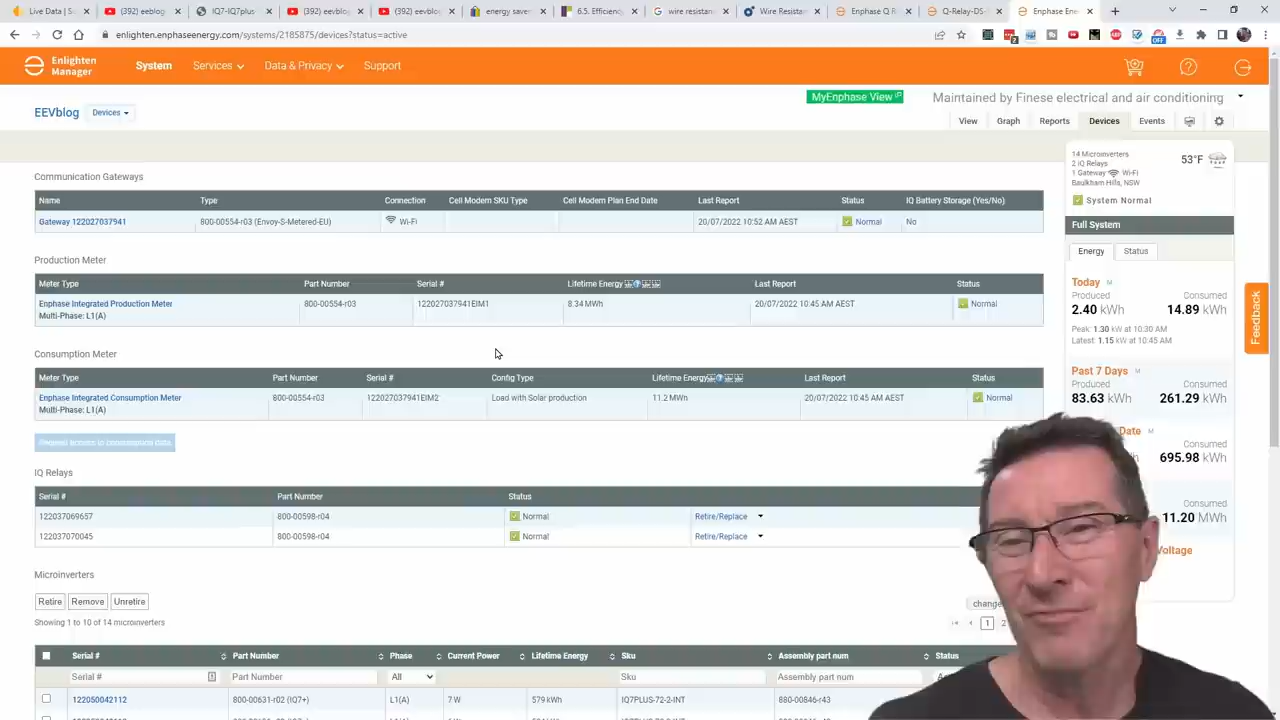 Live Data | S
(392) eeblog
IQ7-IQ7plus-
(392) eevblog
(392) eevblog
energy saver
6.5. Efficienc
wire resistan
Wire Resistan
Enphase Q R
Q-Relay-DS
Enphase Ene
enlighten.enphaseenergy.com/systems/2185875/devices?status=active
Enlighten Manager
System
Services
Data & Privacy
Support
EEVblog
Devices
MyEnphase View
Maintained by Finese electrical and air conditioning
View
Graph
Reports
Devices
Events
14 Microinverters
2 IQ Relays
1 Gateway Wi-Fi
Baulkham Hills, NSW
53°F
System Normal
Communication Gateways
Name Type Connection Cell Modem SKU Type Cell Modem Plan End Date Last Report Status IQ Battery Storage (Yes/No)
Gateway 122027037941 800-00554-r03 (Envoy-S-Metered-EU) Wi-Fi 20/07/2022 10:52 AM AEST Normal No
Production Meter
Meter Type Part Number Serial # Lifetime Energy Last Report Status
Enphase Integrated Production Meter 800-00554-r03 122027037941EIM1 8.34 MWh 20/07/2022 10:45 AM AEST Normal
Multi-Phase: L1(A)
Consumption Meter
Meter Type Part Number Serial # Config Type Lifetime Energy Last Report Status
Enphase Integrated Consumption Meter 800-00554-r03 122027037941EIM2 Load with Solar production 11.2 MWh 20/07/2022 10:45 AM AEST Normal
Multi-Phase: L1(A)
Request access to consumption data
IQ Relays
Serial # Part Number Status
122037069657 800-00598-r04 Normal Retire/Replace
122037070045 800-00598-r04 Normal Retire/Replace
Microinverters
Retire Remove Unretire
change
Showing 1 to 10 of 14 microinverters
1 2
Serial # Part Number Phase Current Power Lifetime Energy Sku Assembly part num Status
Serial # Part Number All Sku Assembly part num
122050042112 800-00631-r02 (IQ7+) L1(A) 7 W 579 kWh IQ7PLUS-72-2-INT 880-00846-r43
Full System
Energy Status
Today M
Produced Consumed
2.40 kWh 14.89 kWh
Peak: 1.30 kW at 10:30 AM
Latest: 1.15 kW at 10:45 AM
Past 7 Days M
Produced Consumed
83.63 kWh 261.29 kWh
Date M
Consumed
695.98 kWh
Consumed
11.20 MWh
Voltage
Feedback